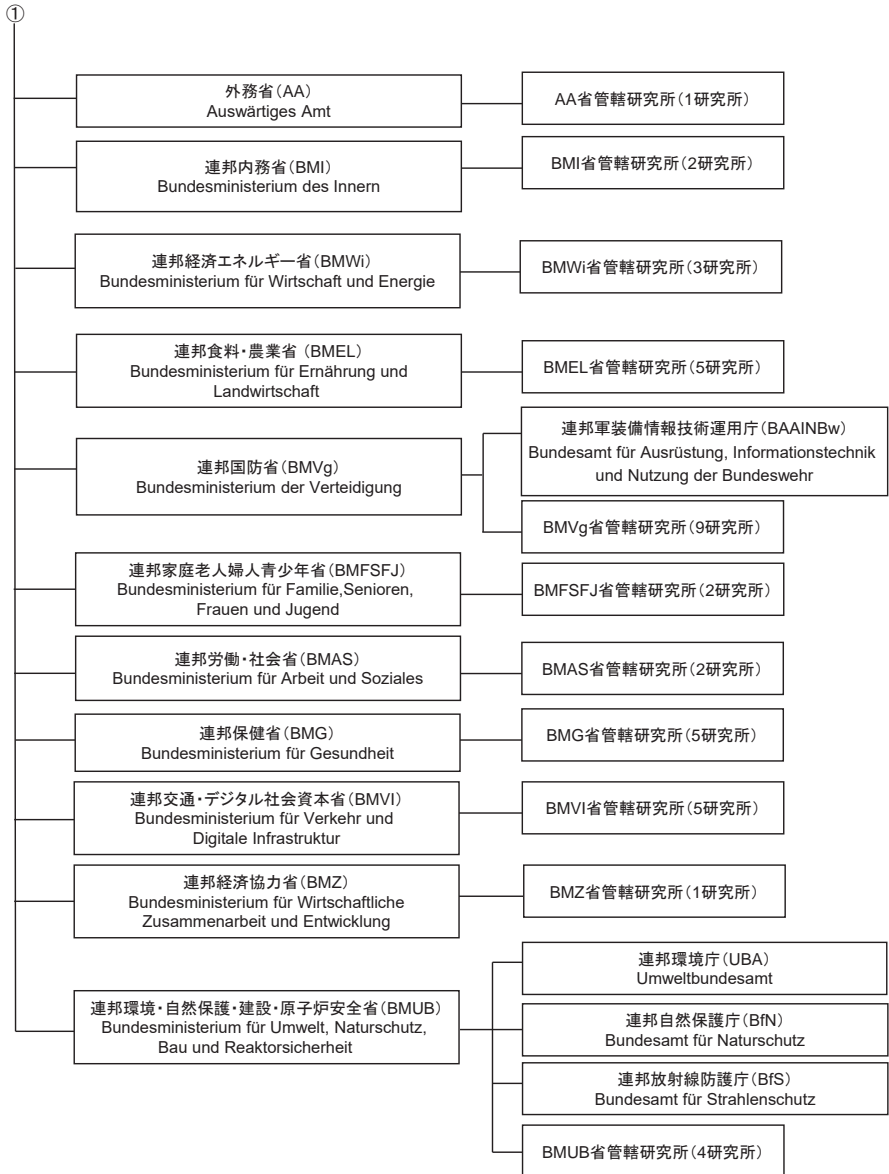 ①
外務省(AA)
Auswärtiges Amt
AA省管轄研究所(1研究所)
連邦内務省(BMI)
Bundesministerium des Innern
BMI省管轄研究所(2研究所)
連邦経済エネルギー省(BMWi)
Bundesministerium für Wirtschaft und Energie
BMWi省管轄研究所(3研究所)
連邦食料・農業省 (BMEL)
Bundesministerium für Ernährung und
Landwirtschaft
BMEL省管轄研究所(5研究所)
連邦国防省(BMVg)
Bundesministerium der Verteidigung
連邦軍装備情報技術運用庁(BAAINBw)
Bundesamt für Ausrüstung, Informationstechnik
und Nutzung der Bundeswehr
BMVg省管轄研究所(9研究所)
連邦家庭老人婦人青少年省(BMFSFJ)
Bundesministerium für Familie,Senioren,
Frauen und Jugend
BMFSFJ省管轄研究所(2研究所)
連邦労働・社会省(BMAS)
Bundesministerium für Arbeit und Soziales
BMAS省管轄研究所(2研究所)
連邦保健省(BMG)
Bundesministerium für Gesundheit
BMG省管轄研究所(5研究所)
連邦交通・デジタル社会資本省(BMVI)
Bundesministerium für Verkehr und
Digitale Infrastruktur
BMVI省管轄研究所(5研究所)
連邦経済協力省(BMZ)
Bundesministerium für Wirtschaftliche
Zusammenarbeit und Entwicklung
BMZ省管轄研究所(1研究所)
連邦環境・自然保護・建設・原子炉安全省(BMUB)
Bundesministerium für Umwelt, Naturschutz,
Bau und Reaktorsicherheit
連邦環境庁(UBA)
Umweltbundesamt
連邦自然保護庁(BfN)
Bundesamt für Naturschutz
連邦放射線防護庁(BfS)
Bundesamt für Strahlenschutz
BMUB省管轄研究所(4研究所)